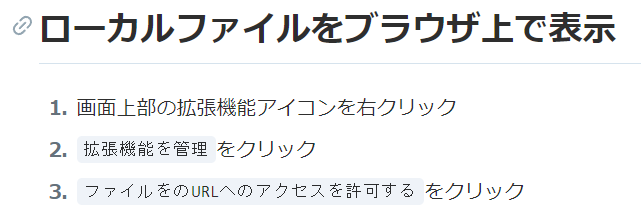 ローカルファイルをブラウザ上で表示
1. 画面上部の拡張機能アイコンを右クリック
2. 拡張機能を管理 をクリック
3. ファイルをのURLへのアクセスを許可する をクリック